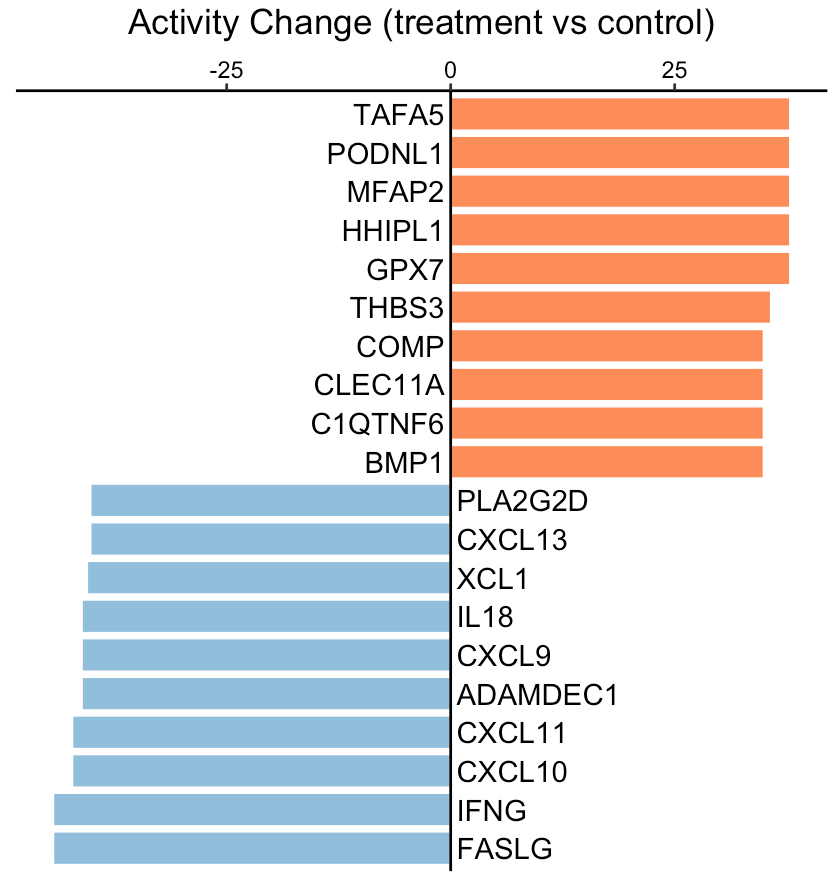 Activity Change (treatment vs control)
-25 0 25
TAFA5
PODNL1
MFAP2
HHIPL1
GPX7
THBS3
COMP
CLEC11A
C1QTNF6
BMP1
PLA2G2D
CXCL13
XCL1
IL18
CXCL9
ADAMDEC1
CXCL11
CXCL10
IFNG
FASLG